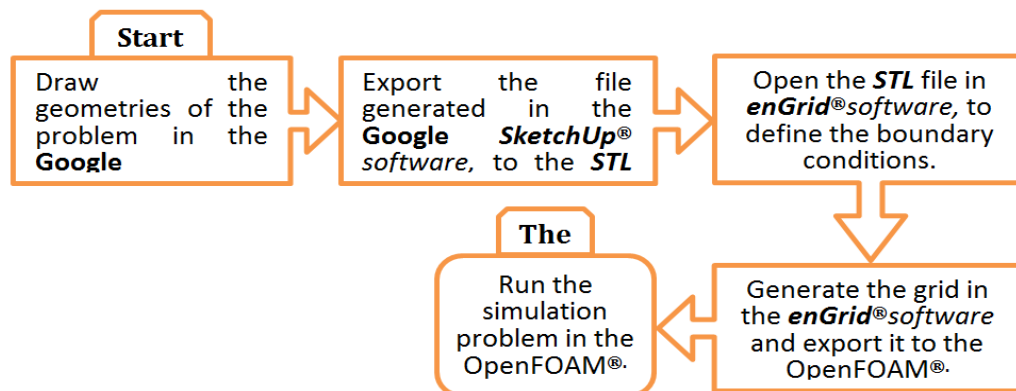 Start
Draw the
geometries of the
problem in the
Google
Export the file
generated in the
Google SketchUp®
software, to the STL
Open the STL file in
enGrid®software, to
define the boundary
conditions.
Generate the grid in
the enGrid®software
and export it to the
OpenFOAM®.
The
Run the
simulation
problem in the
OpenFOAM®.